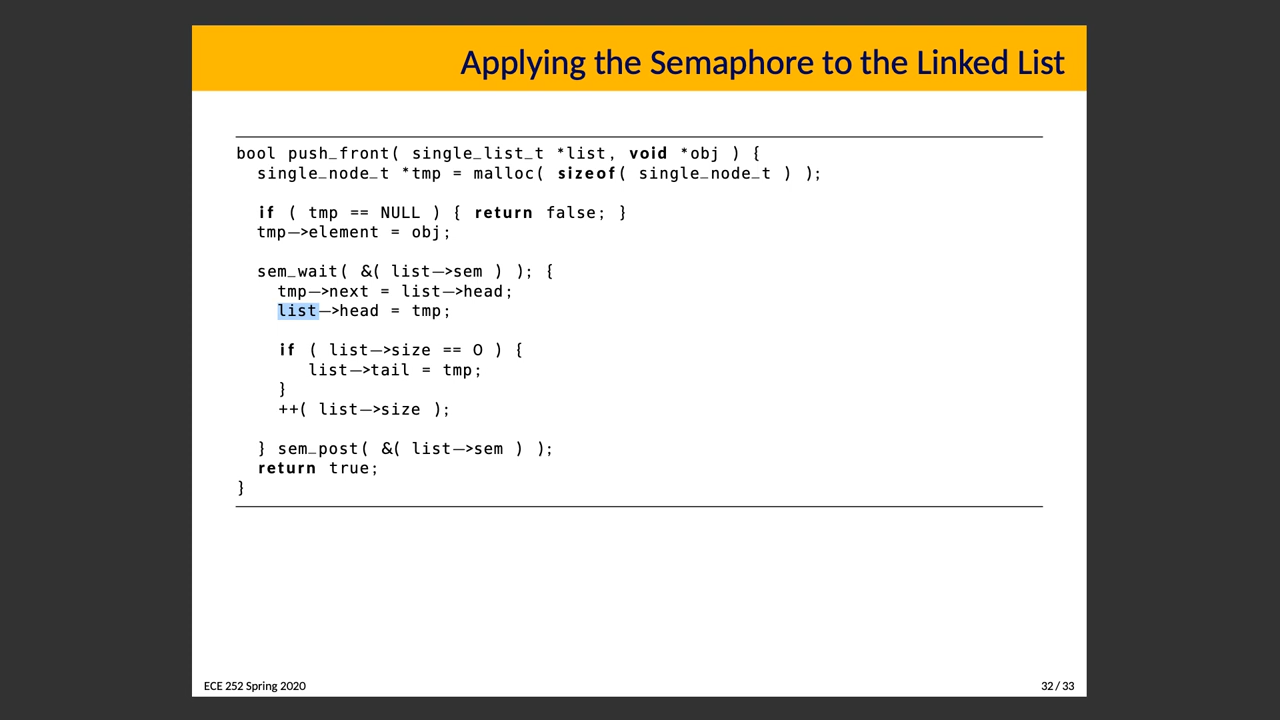 Applying the Semaphore to the Linked List
bool push_front( single_list_t *list, void *obj ) {
single_node_t *tmp = malloc( sizeof( single_node_t ) );
if ( tmp == NULL ) { return false; }
tmp->element = obj;
sem_wait( &( list->sem ) ); {
tmp->next = list->head;
list->head = tmp;
if ( list->size == 0 ) {
list->tail = tmp;
}
++( list->size );
} sem_post( &( list->sem ) );
return true;
}
ECE 252 Spring 2020
32 / 33